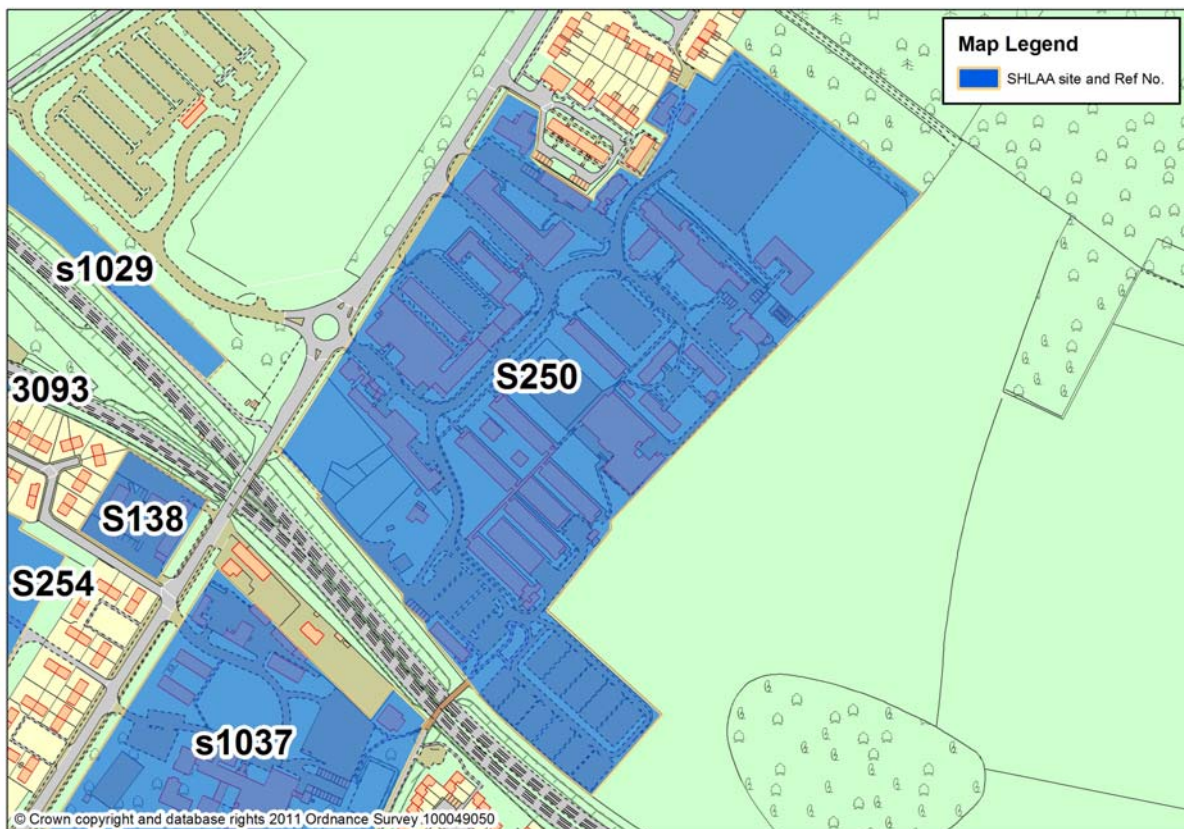 Map Legend
SHLAA site and Ref No.
s1029
S250
3093
S138
S254
s1037
© Crown copyright and database rights 2011 Ordnance Survey 100049050